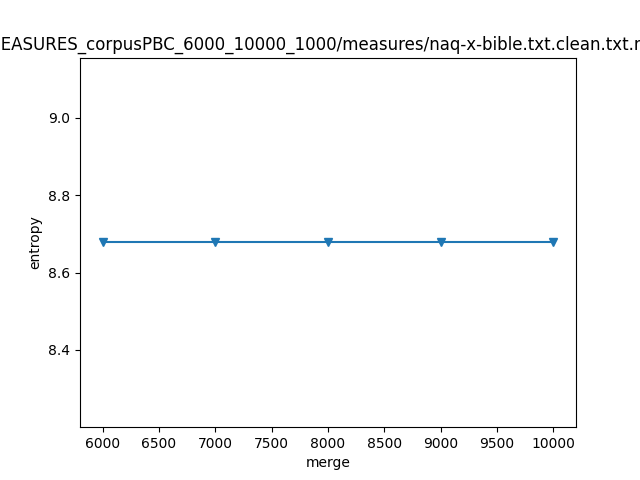 EASURES_corpusPBC_6000_10000_1000/measures/naq-x-bible.txt.clean.txt.r
9.0
8.8
8.6
8.4
entropy
6000 6500 7000 7500 8000 8500 9000 9500 10000
merge